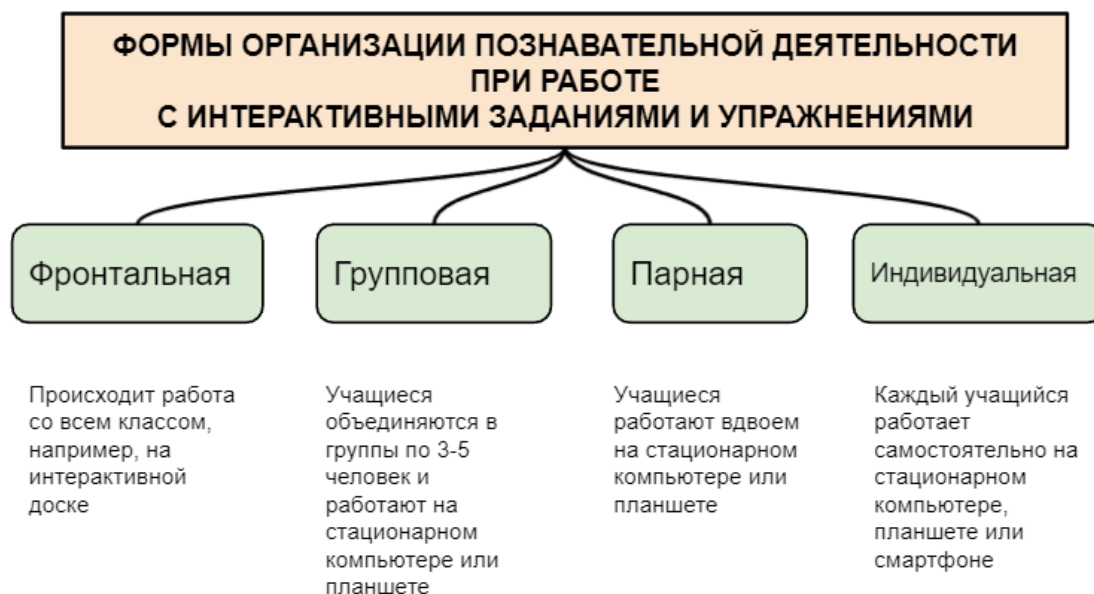 ФОРМЫ ОРГАНИЗАЦИИ ПОЗНАВАТЕЛЬНОЙ ДЕЯТЕЛЬНОСТИ
ПРИ РАБОТЕ
С ИНТЕРАКТИВНЫМИ ЗАДАНИЯМИ И УПРАЖНЕНИЯМИ
Фронтальная
Происходит работа
со всем классом,
например, на
интерактивной
доске
Групповая
Учащиеся
объединяются в
группы по 3-5
человек и
работают на
стационарном
компьютере или
планшете
Парная
Учащиеся
работают вдвоем
на стационарном
компьютере или
планшете
Индивидуальная
Каждый учащийся
работает
самостоятельно на
стационарном
компьютере,
планшете или
смартфоне